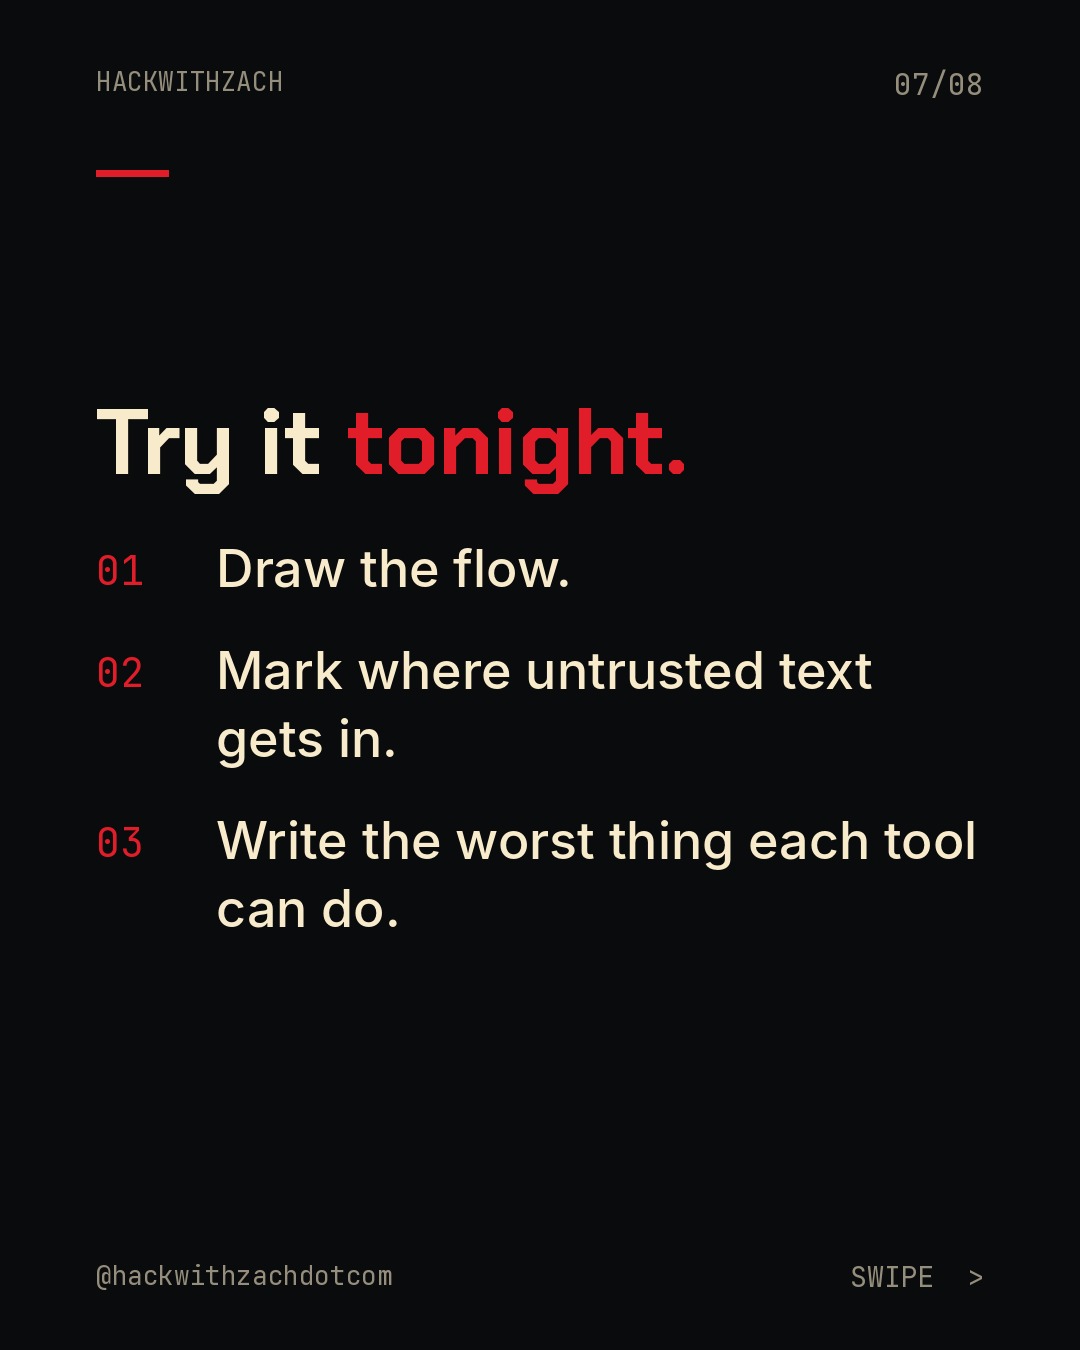 HACKWITHZACH
07/08
Try it tonight.
01 Draw the flow.
02 Mark where untrusted text
gets in.
03 Write the worst thing each tool
can do.
@hackwithzachdotcom
SWIPE >